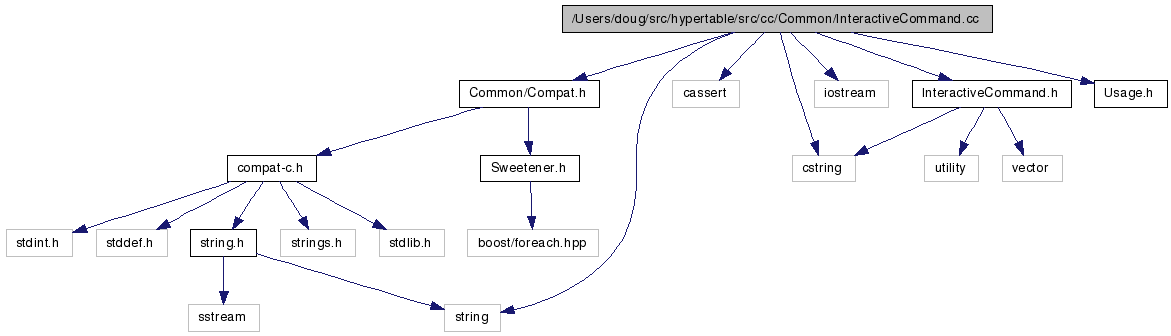 /Users/doug/src/hypertable/src/cc/Common/InteractiveCommand.cc
Common/Compat.h
cassert
iostream
InteractiveCommand.h
Usage.h
compat-c.h
Sweetener.h
cstring
utility
vector
stdint.h
stddef.h
string.h
strings.h
stdlib.h
boost/foreach.hpp
sstream
string